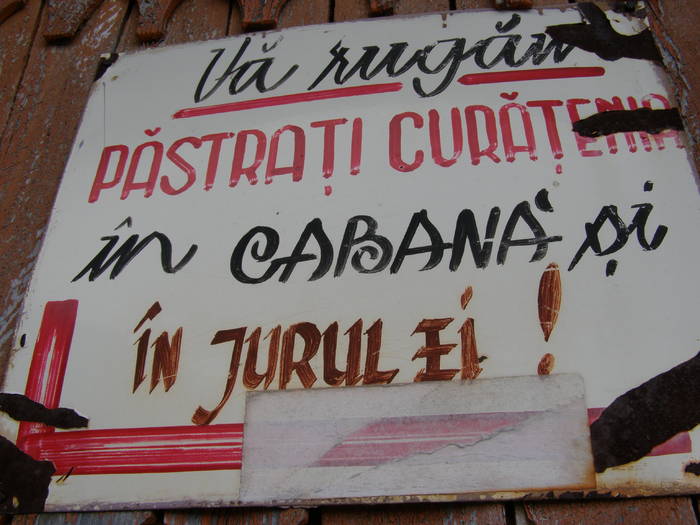 Vă rugăm
PĂSTRAȚI CURĂȚENIA
în CABANĂ și
ÎN JURUL Ei !